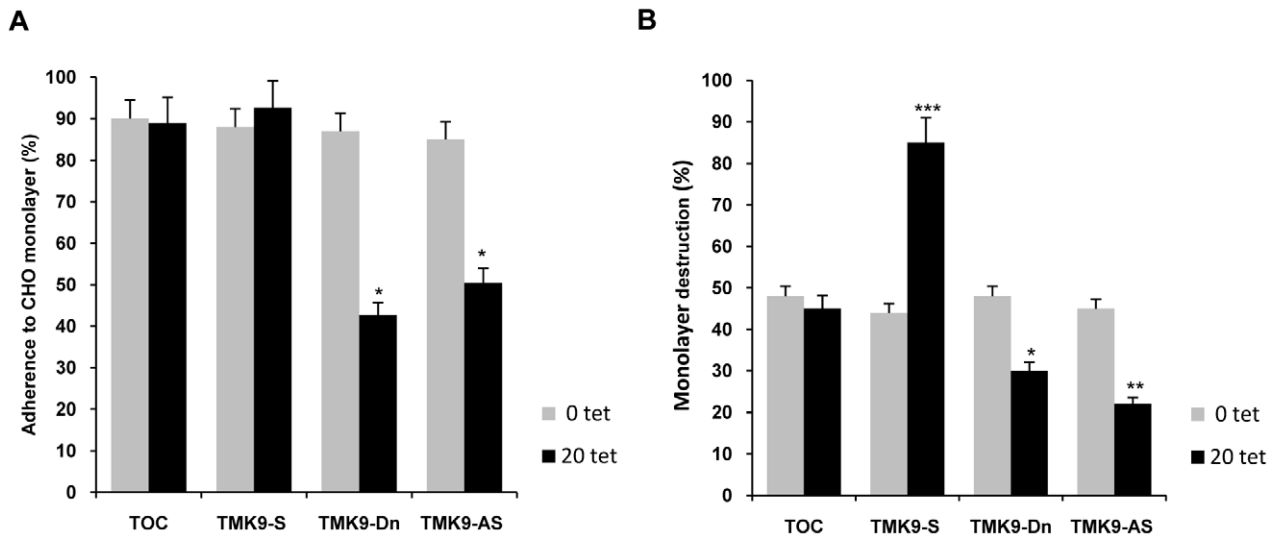 A
Adherence to CHO monolayer (%)
100
90
80
70
60
50
40
30
20
10
0
*
*
TOC
TMK9-S
TMK9-Dn
TMK9-AS
0 tet
20 tet
B
Monolayer destruction (%)
100
90
80
70
60
50
40
30
20
10
0
***
*
**
TOC
TMK9-S
TMK9-Dn
TMK9-AS
0 tet
20 tet